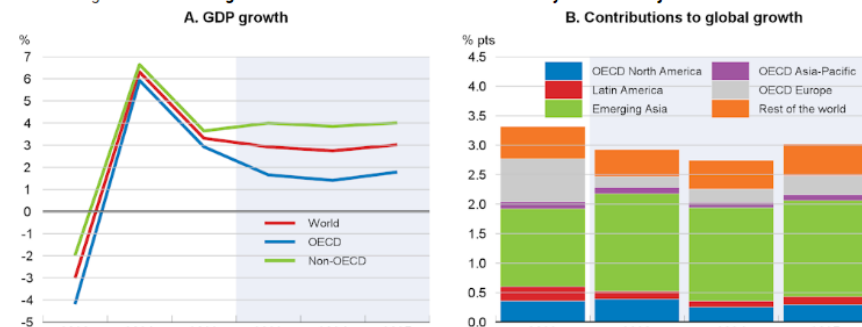 A. GDP growth
%
7
6
5
4
3
2
1
0
-1
-2
-3
-4
-5
World
OECD
Non-OECD
B. Contributions to global growth
% pts
4.5
4.0
3.5
3.0
2.5
2.0
1.5
1.0
0.5
0.0
OECD North America
Latin America
Emerging Asia
OECD Asia-Pacific
OECD Europe
Rest of the world